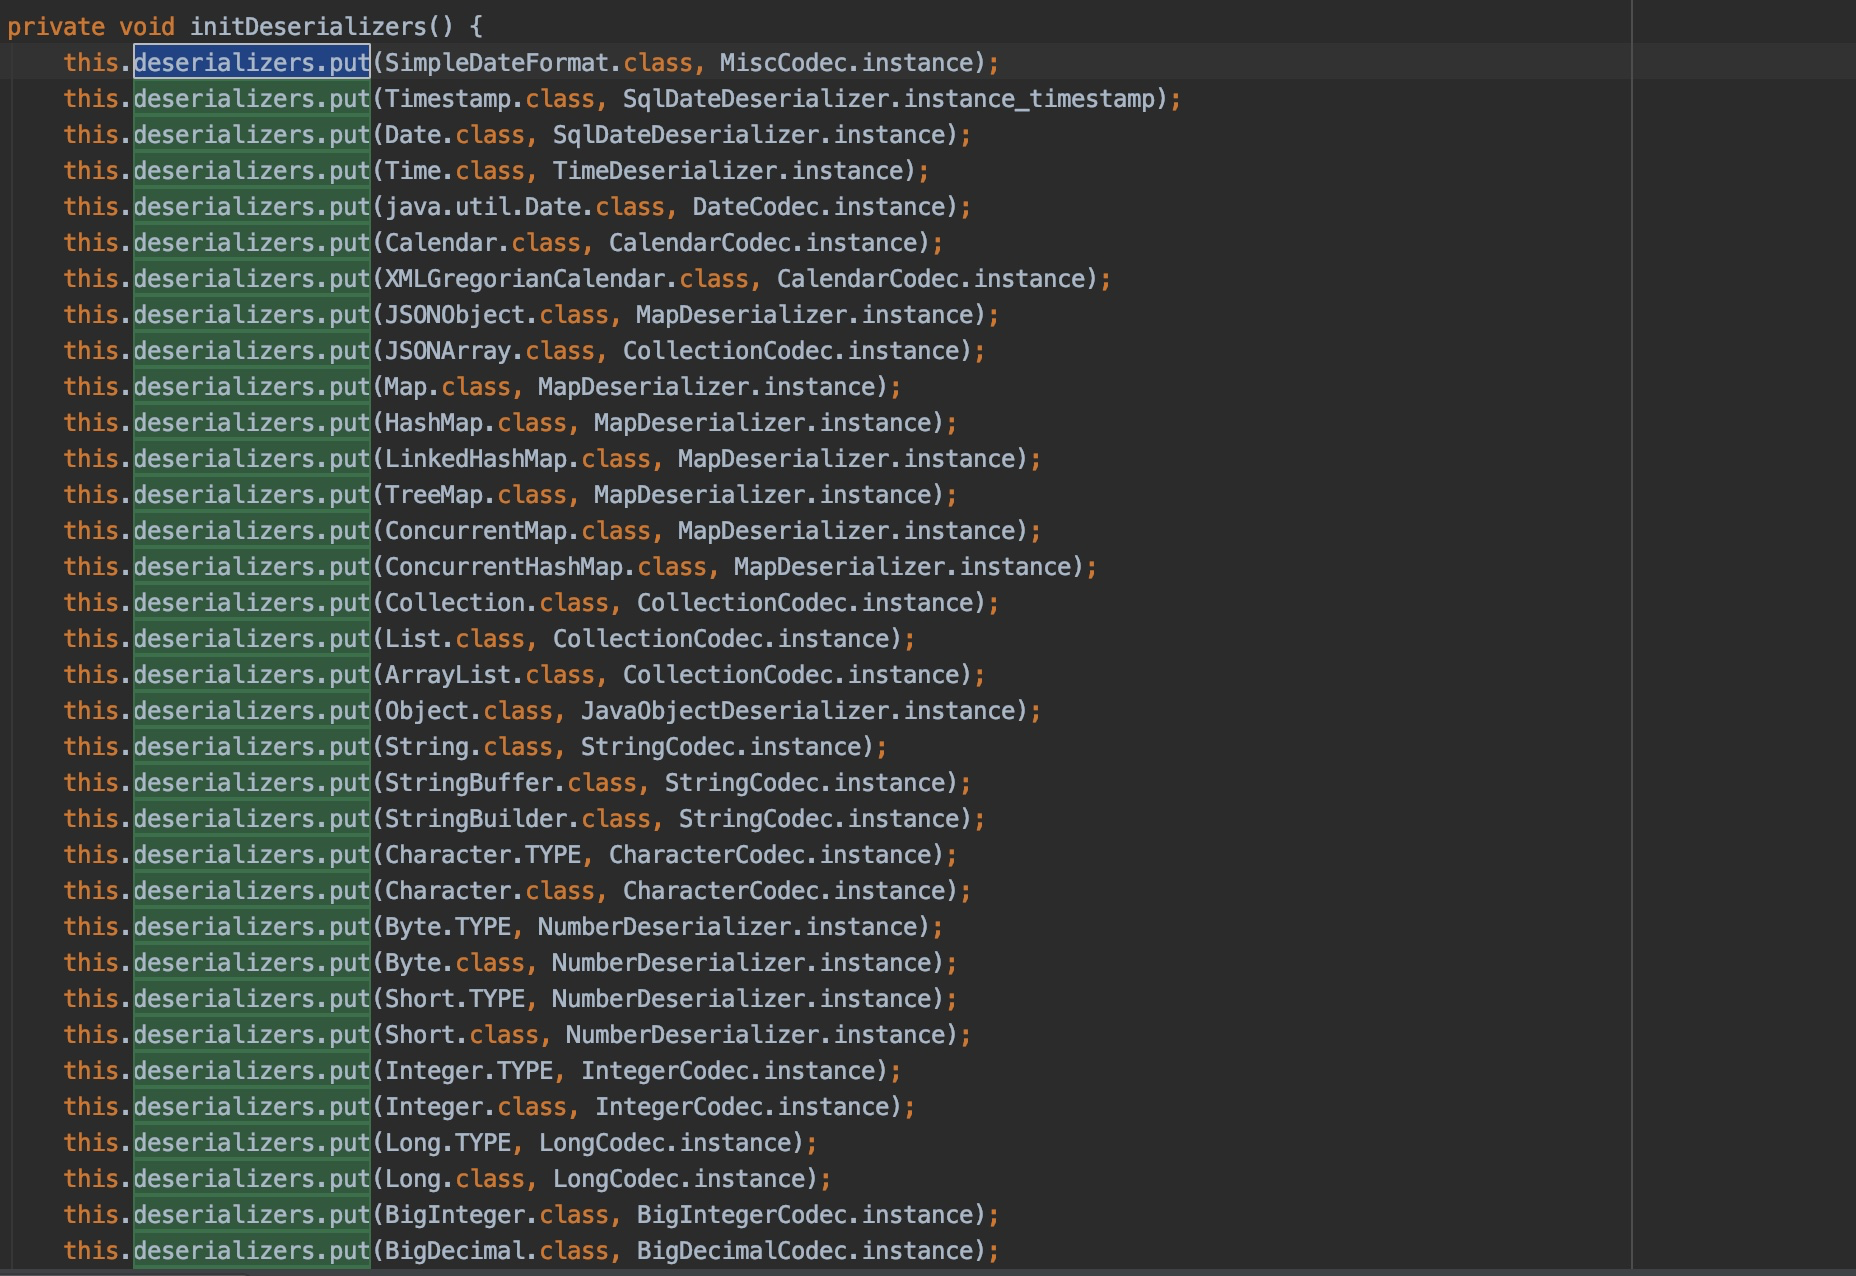 private void initDeserializers() {
this.deserializers.put(SimpleDateFormat.class, MiscCodec.instance);
this.deserializers.put(Timestamp.class, SqlDateDeserializer.instance_timestamp);
this.deserializers.put(Date.class, SqlDateDeserializer.instance);
this.deserializers.put(Time.class, TimeDeserializer.instance);
this.deserializers.put(java.util.Date.class, DateCodec.instance);
this.deserializers.put(Calendar.class, CalendarCodec.instance);
this.deserializers.put(XMLGregorianCalendar.class, CalendarCodec.instance);
this.deserializers.put(JSONObject.class, MapDeserializer.instance);
this.deserializers.put(JSONArray.class, CollectionCodec.instance);
this.deserializers.put(Map.class, MapDeserializer.instance);
this.deserializers.put(HashMap.class, MapDeserializer.instance);
this.deserializers.put(LinkedHashMap.class, MapDeserializer.instance);
this.deserializers.put(TreeMap.class, MapDeserializer.instance);
this.deserializers.put(ConcurrentMap.class, MapDeserializer.instance);
this.deserializers.put(ConcurrentHashMap.class, MapDeserializer.instance);
this.deserializers.put(Collection.class, CollectionCodec.instance);
this.deserializers.put(List.class, CollectionCodec.instance);
this.deserializers.put(ArrayList.class, CollectionCodec.instance);
this.deserializers.put(Object.class, JavaObjectDeserializer.instance);
this.deserializers.put(String.class, StringCodec.instance);
this.deserializers.put(StringBuffer.class, StringCodec.instance);
this.deserializers.put(StringBuilder.class, StringCodec.instance);
this.deserializers.put(Character.TYPE, CharacterCodec.instance);
this.deserializers.put(Character.class, CharacterCodec.instance);
this.deserializers.put(Byte.TYPE, NumberDeserializer.instance);
this.deserializers.put(Byte.class, NumberDeserializer.instance);
this.deserializers.put(Short.TYPE, NumberDeserializer.instance);
this.deserializers.put(Short.class, NumberDeserializer.instance);
this.deserializers.put(Integer.TYPE, IntegerCodec.instance);
this.deserializers.put(Integer.class, IntegerCodec.instance);
this.deserializers.put(Long.TYPE, LongCodec.instance);
this.deserializers.put(Long.class, LongCodec.instance);
this.deserializers.put(BigInteger.class, BigIntegerCodec.instance);
this.deserializers.put(BigDecimal.class, BigDecimalCodec.instance);